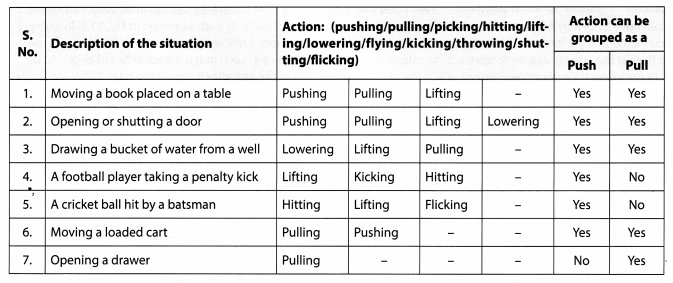 S. No. Description of the situation Action: (pushing/pulling/picking/hitting/lift-
ing/lowering/flying/kicking/throwing/shut-
ting/flicking) Action can be
grouped as a
Push Pull
1. Moving a book placed on a table Pushing Pulling Lifting – Yes Yes
2. Opening or shutting a door Pushing Pulling Lifting Lowering Yes Yes
3. Drawing a bucket of water from a well Lowering Lifting Pulling – Yes Yes
4. A football player taking a penalty kick Lifting Kicking Hitting – Yes No
5. A cricket ball hit by a batsman Hitting Lifting Flicking – Yes No
6. Moving a loaded cart Pulling Pushing – – Yes Yes
7. Opening a drawer Pulling – – – No Yes